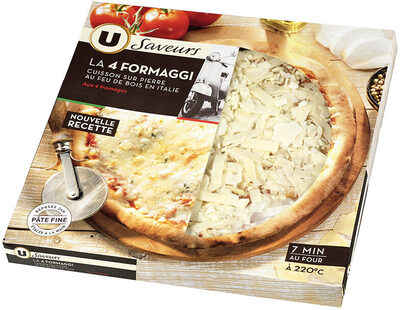 U Saveurs
LA 4 FORMAGGI
CUISSON SUR PIERRE
AU FEU DE BOIS EN ITALIE
Aux 4 fromages
NOUVELLE
RECETTE
PÂTE FINE
7 MIN
AU FOUR
À 220°C
U Saveurs
LA 4 FORMAGGI